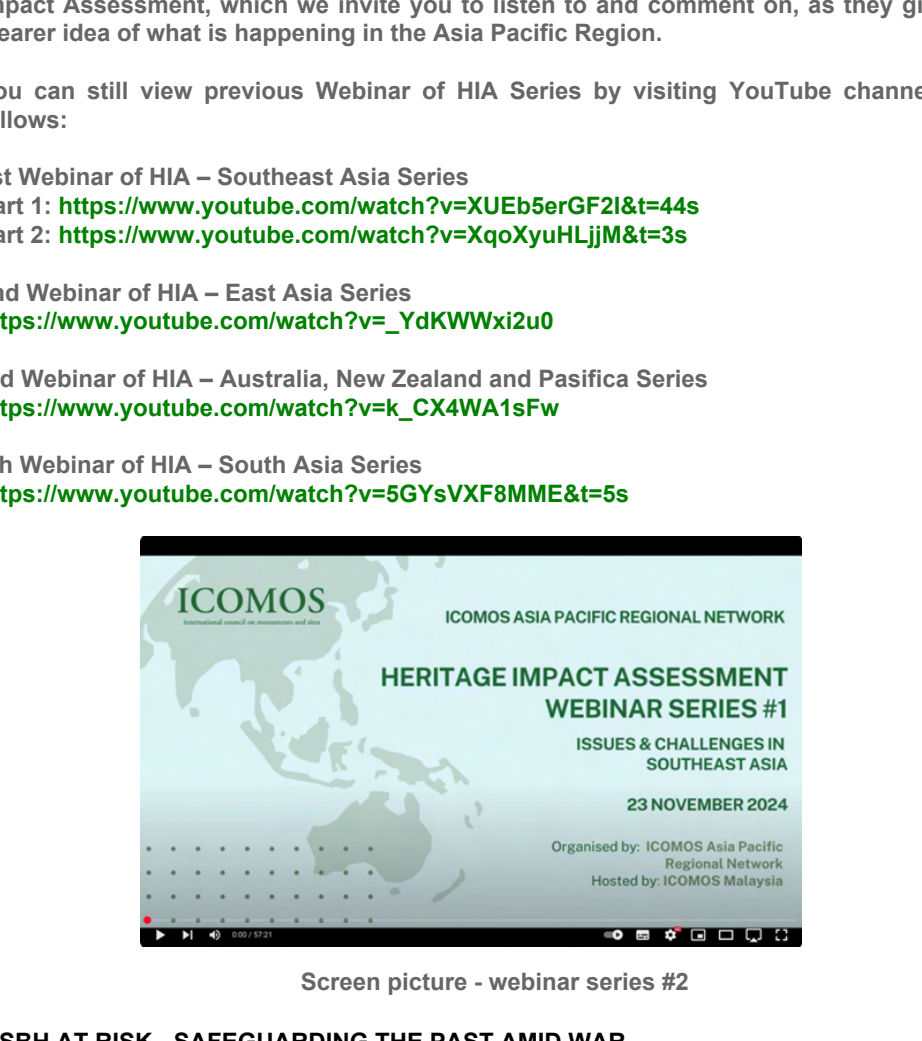 mpact Assessment, which we invite you to listen to and comment on, as they gi
earer idea of what is happening in the Asia Pacific Region.
ou can still view previous Webinar of HIA Series by visiting YouTube channe
llows:
st Webinar of HIA – Southeast Asia Series
art 1: https://www.youtube.com/watch?v=XUEb5erGF2I&t=44s
art 2: https://www.youtube.com/watch?v=XqoXyuHLjjM&t=3s
nd Webinar of HIA – East Asia Series
tps://www.youtube.com/watch?v=_YdKWWxi2u0
d Webinar of HIA – Australia, New Zealand and Pasifica Series
tps://www.youtube.com/watch?v=k_CX4WA1sFw
h Webinar of HIA – South Asia Series
tps://www.youtube.com/watch?v=5GYsVXF8MME&t=5s
ICOMOS
international council on monuments and sites
ICOMOS ASIA PACIFIC REGIONAL NETWORK
HERITAGE IMPACT ASSESSMENT
WEBINAR SERIES #1
ISSUES & CHALLENGES IN
SOUTHEAST ASIA
23 NOVEMBER 2024
Organised by: ICOMOS Asia Pacific
Regional Network
Hosted by: ICOMOS Malaysia
0:00 / 57:21
Screen picture - webinar series #2
SBH AT RISK - SAFEGUARDING THE PAST AMID WAR